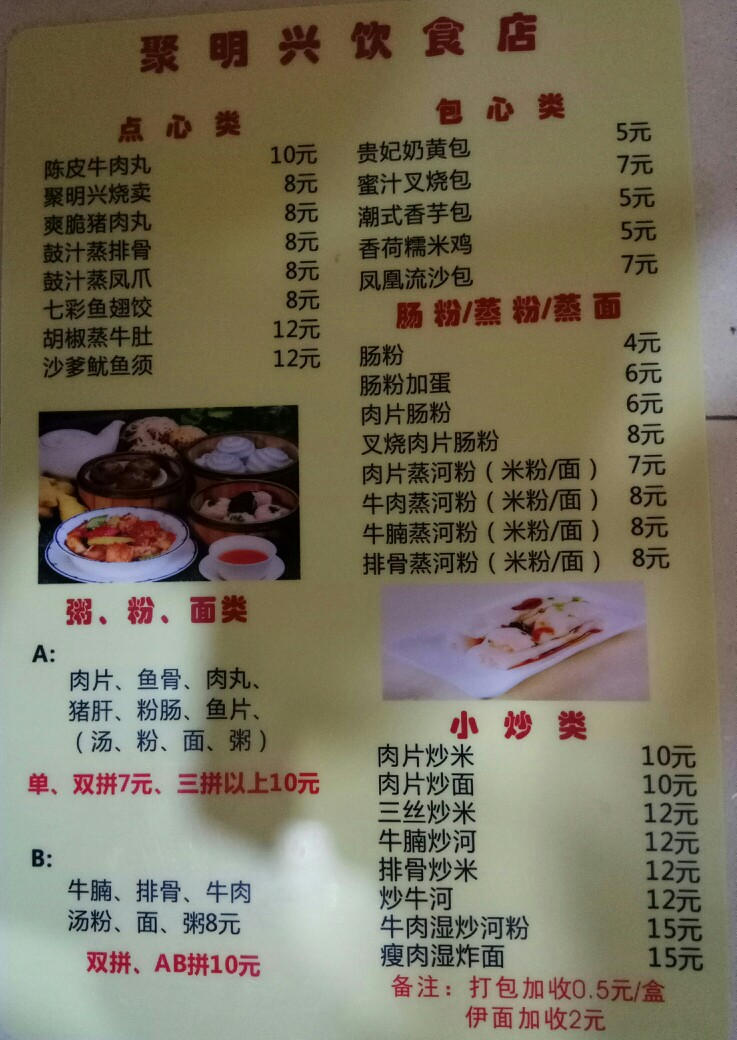 聚明兴饮食店
点心类
陈皮牛肉丸 10元
聚明兴烧卖 8元
爽脆猪肉丸 8元
鼓汁蒸排骨 8元
鼓汁蒸凤爪 8元
七彩鱼翅饺 8元
胡椒蒸牛肚 12元
沙爹鱿鱼须 12元
粥、粉、面类
A:
肉片、鱼骨、肉丸、
猪肝、粉肠、鱼片、
（汤、粉、面、粥）
单、双拼7元、三拼以上10元
B:
牛腩、排骨、牛肉
汤粉、面、粥8元
双拼、AB拼10元
包心类
贵妃奶黄包 5元
蜜汁叉烧包 7元
潮式香芋包 5元
香荷糯米鸡 5元
凤凰流沙包 7元
肠粉/蒸粉/蒸面
肠粉 4元
肠粉加蛋 6元
肉片肠粉 6元
叉烧肉片肠粉 8元
肉片蒸河粉（米粉/面） 7元
牛肉蒸河粉（米粉/面） 8元
牛腩蒸河粉（米粉/面） 8元
排骨蒸河粉（米粉/面） 8元
小炒类
肉片炒米 10元
肉片炒面 10元
三丝炒米 12元
牛腩炒河 12元
排骨炒米 12元
炒牛河 12元
牛肉湿炒河粉 15元
瘦肉湿炸面 15元
备注：打包加收0.5元/盒
伊面加收2元